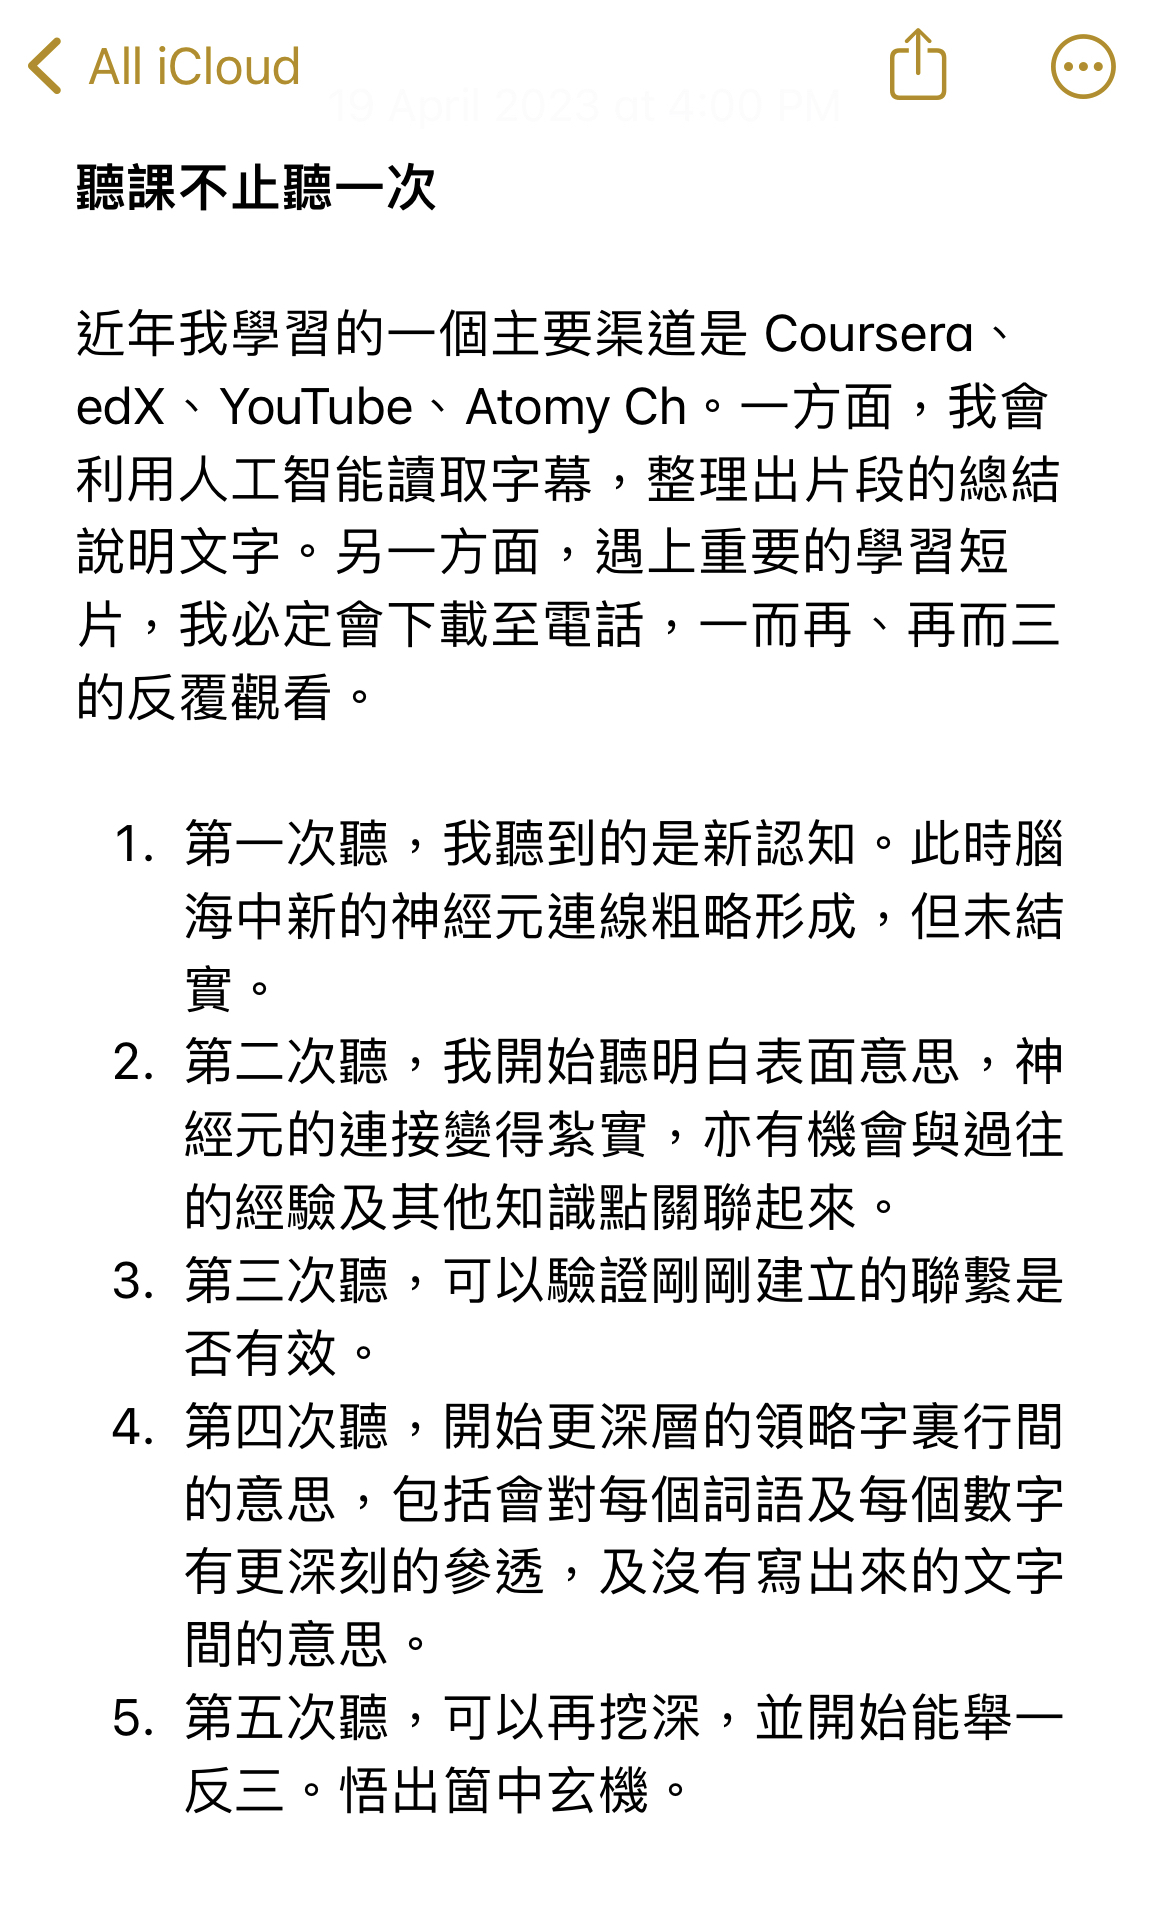 All iCloud
19 April 2023 at 4:00 PM
聽課不止聽一次
近年我學習的一個主要渠道是 Coursera、
edX、YouTube、Atomy Ch。一方面，我會
利用人工智能讀取字幕，整理出片段的總結
說明文字。另一方面，遇上重要的學習短
片，我必定會下載至電話，一而再、再而三
的反覆觀看。
1. 第一次聽，我聽到的是新認知。此時腦
海中新的神經元連線粗略形成，但未結
實。
2. 第二次聽，我開始聽明白表面意思，神
經元的連接變得紮實，亦有機會與過往
的經驗及其他知識點關聯起來。
3. 第三次聽，可以驗證剛剛建立的聯繫是
否有效。
4. 第四次聽，開始更深層的領略字裏行間
的意思，包括會對每個詞語及每個數字
有更深刻的參透，及沒有寫出來的文字
間的意思。
5. 第五次聽，可以再挖深，並開始能舉一
反三。悟出箇中玄機。